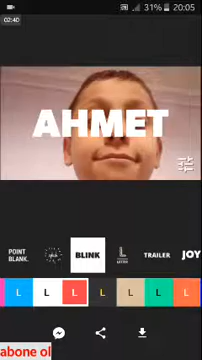 31% 20:05
02:40
AHMET
POINT BLANK.
BLINK
TRAILER
JOY
L L L L L L L
abone ol